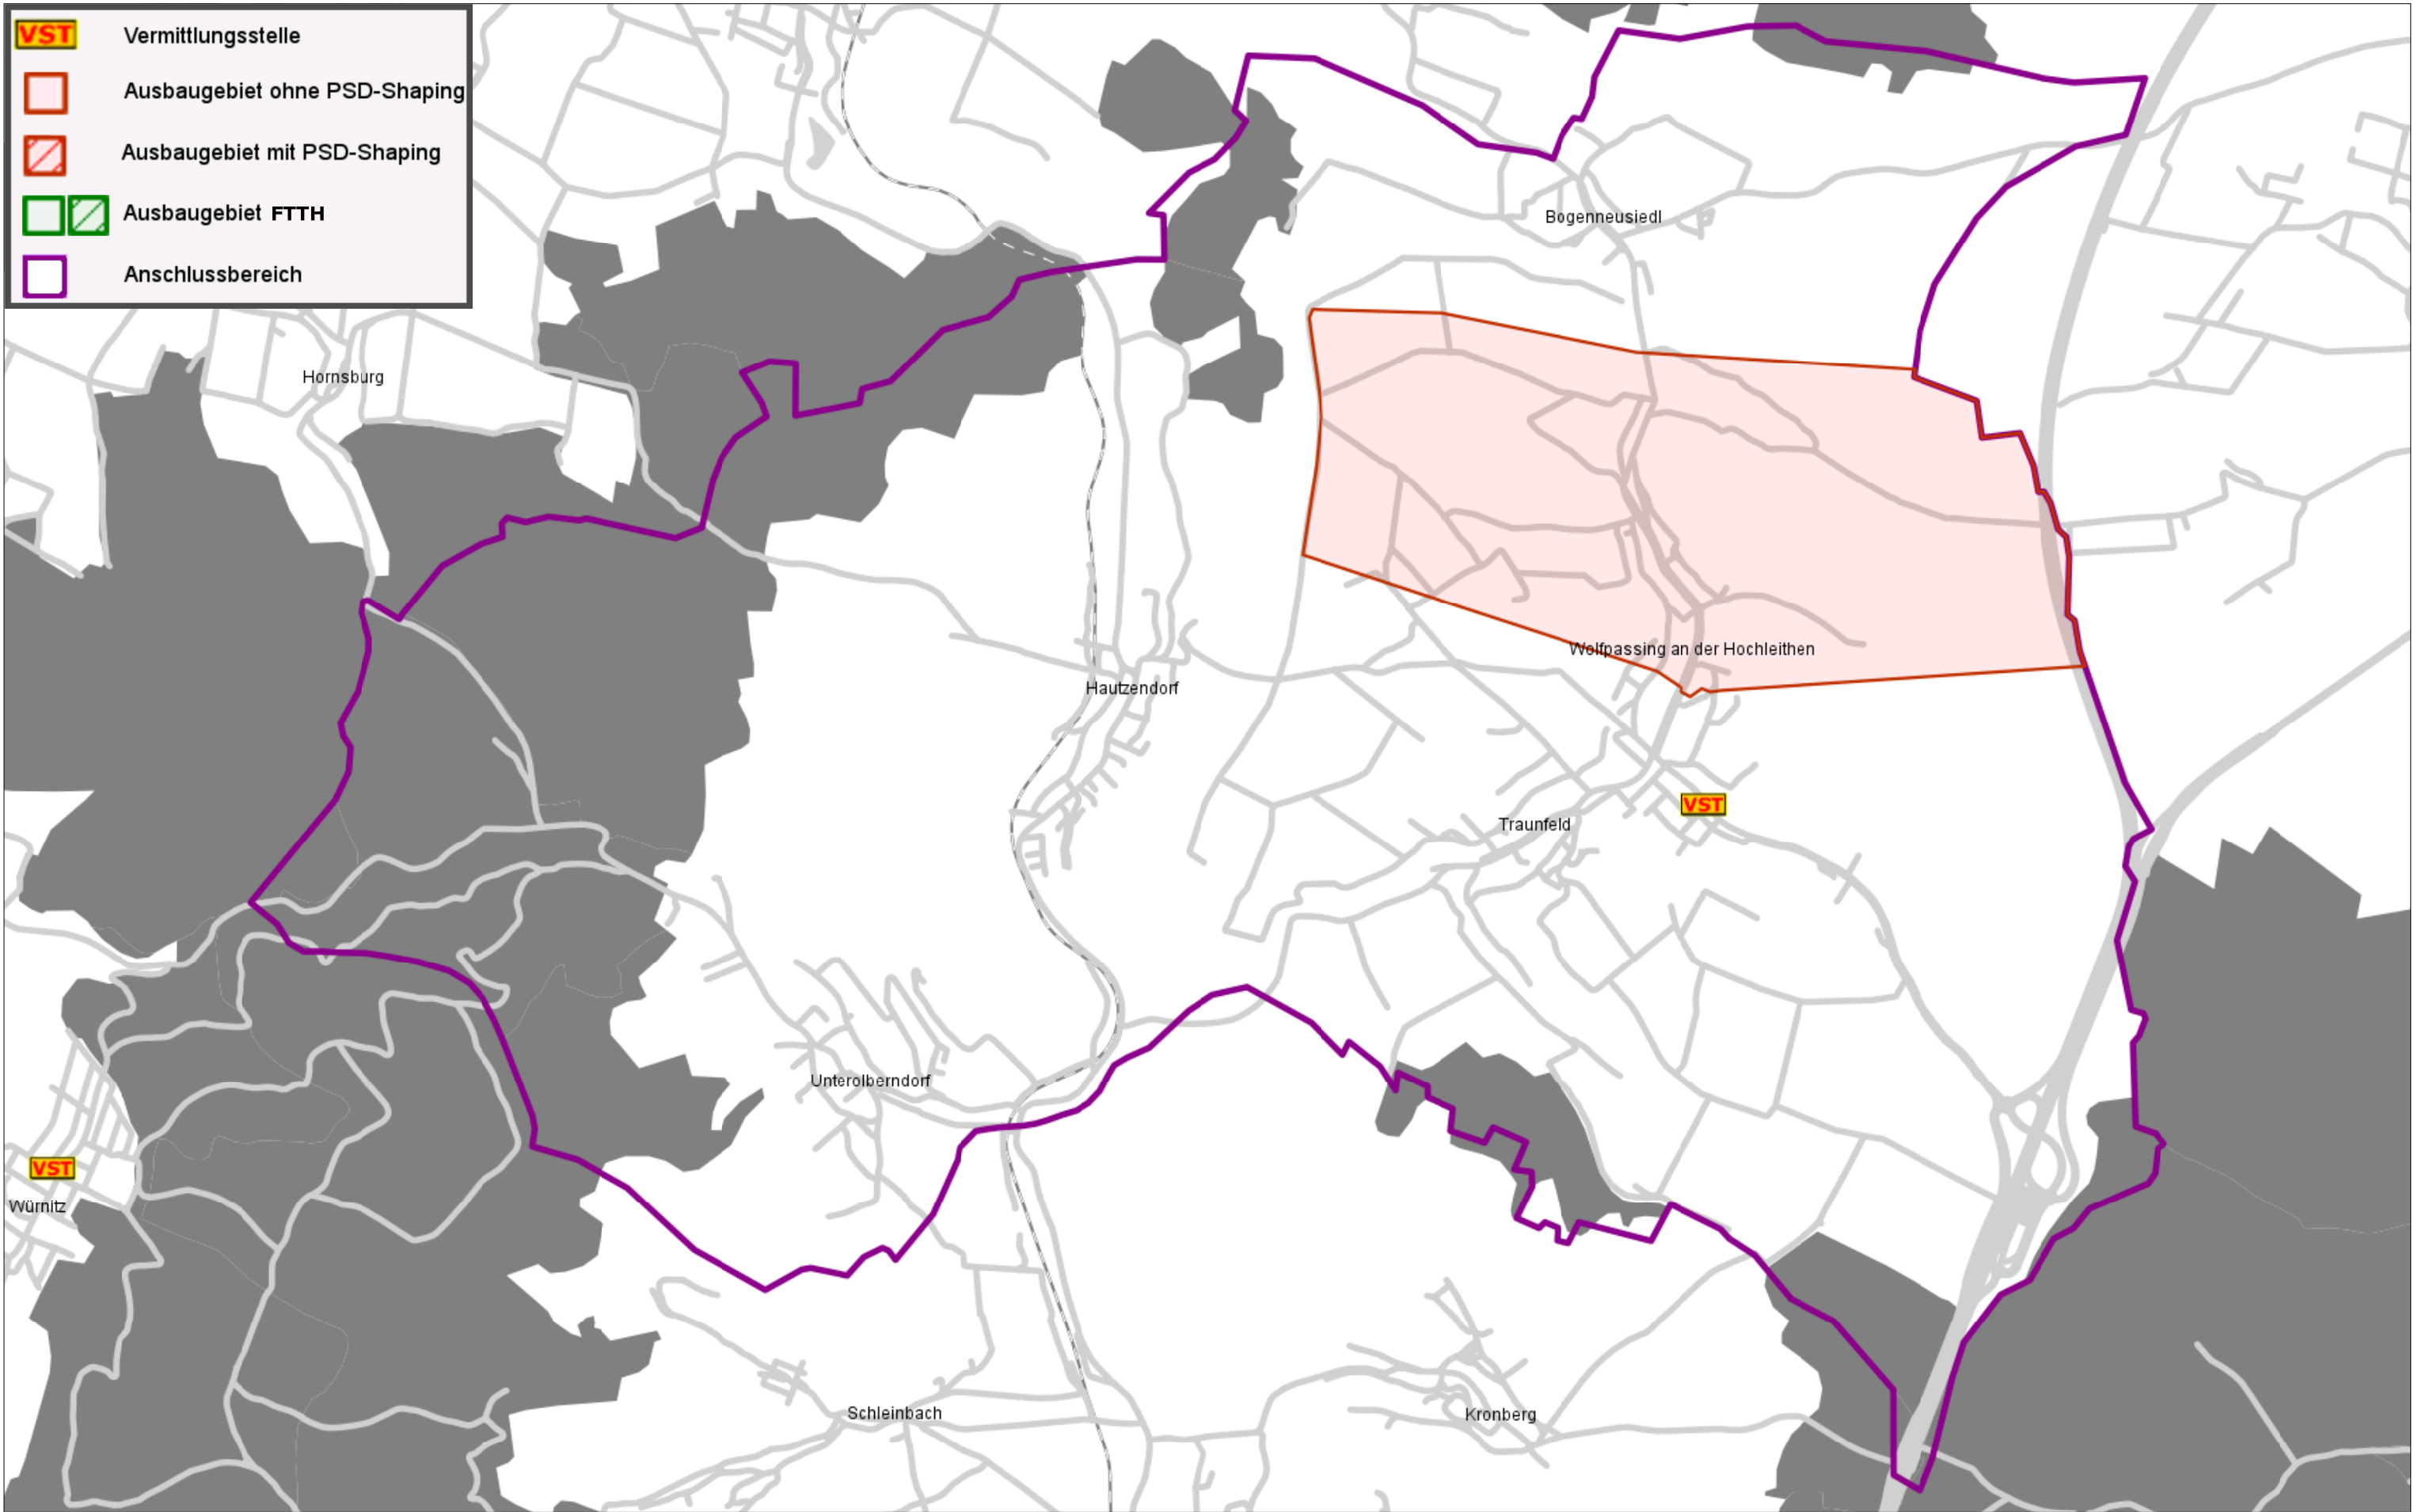 VST Vermittlungsstelle
Ausbaugebiet ohne PSD-Shaping
Ausbaugebiet mit PSD-Shaping
Ausbaugebiet FTTH
Anschlussbereich
Bogenneusiedl
Hornsburg
Wolfpassing an der Hochleithen
Hautzendorf
VST
Traunfeld
Unterolberndorf
VST
Würnitz
Schleinbach
Kronberg